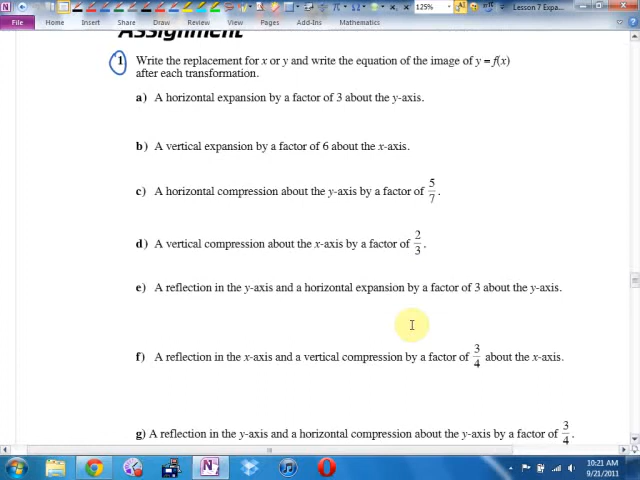 125%
Lesson 7 Expa...
File
Home
Insert
Share
Draw
Review
View
Add-Ins
Mathematics
Assignment
1 Write the replacement for x or y and write the equation of the image of y = f(x)
after each transformation.
a) A horizontal expansion by a factor of 3 about the y-axis.
b) A vertical expansion by a factor of 6 about the x-axis.
c) A horizontal compression about the y-axis by a factor of 5/7.
d) A vertical compression about the x-axis by a factor of 2/3.
e) A reflection in the y-axis and a horizontal expansion by a factor of 3 about the y-axis.
f) A reflection in the x-axis and a vertical compression by a factor of 3/4 about the x-axis.
g) A reflection in the y-axis and a horizontal compression about the y-axis by a factor of 3/4.
10:21 AM
9/21/2011